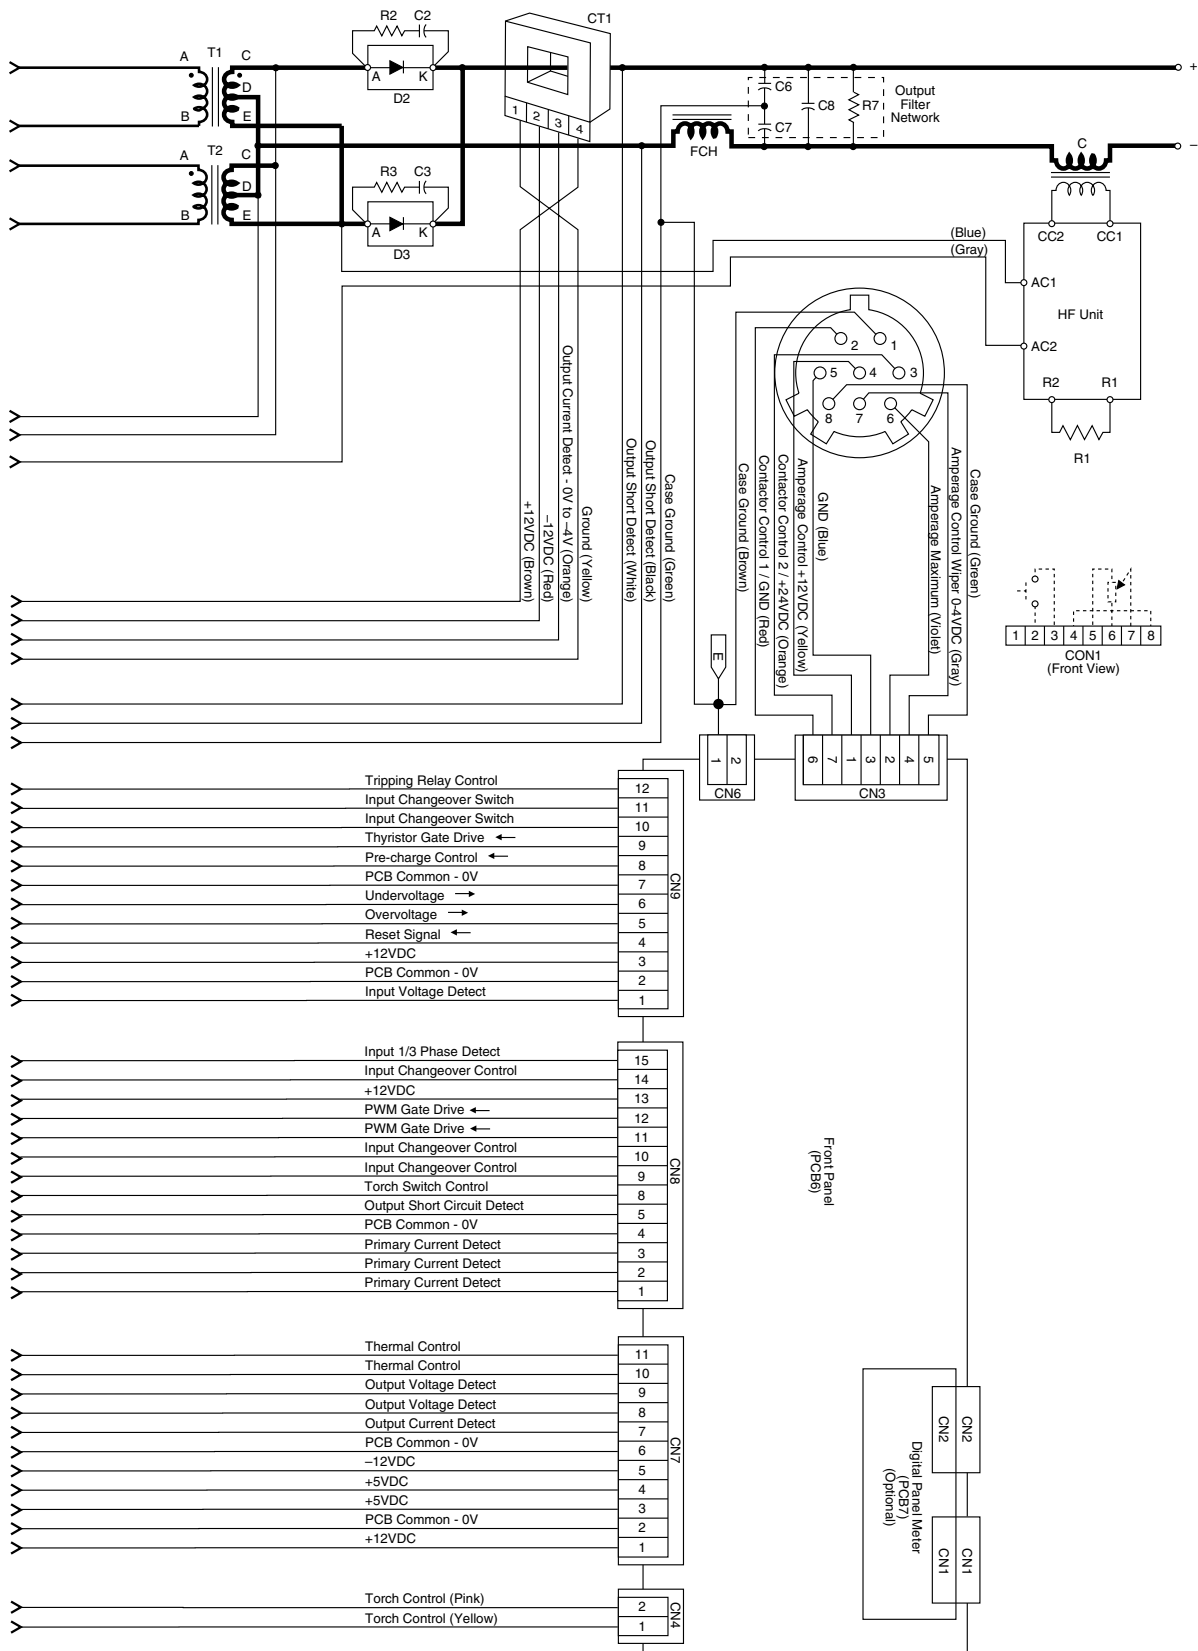 R2 C2
CT1
A T1 C
A K
D
B E
D2
1 2 3 4
+
C6
C7
C8
R7
Output
Filter
Network
FCH
C
–
A T2 C
D
B E
R3 C3
A K
D3
CC2 CC1
(Blue)
(Gray)
AC1
HF Unit
AC2
R2 R1
R1
2 1
5 4 3
8 7 6
+12VDC (Brown)
–12VDC (Red)
Output Current Detect - 0V to –4V (Orange)
Ground (Yellow)
Output Short Detect (White)
Output Short Detect (Black)
Case Ground (Green)
Case Ground (Brown)
Contactor Control 1 / GND (Red)
Contactor Control 2 / +24VDC (Orange)
Amperage Control +12VDC (Yellow)
GND (Blue)
Amperage Maximum (Violet)
Amperage Control Wiper 0-4VDC (Gray)
Case Ground (Green)
1 2 3 4 5 6 7 8
CON1
(Front View)
E
1 2
CN6
6 7 1 3 2 4 5
CN3
Tripping Relay Control 12
Input Changeover Switch 11
Input Changeover Switch 10
Thyristor Gate Drive ← 9
Pre-charge Control ← 8
PCB Common - 0V 7
Undervoltage → 6
Overvoltage → 5
Reset Signal ← 4
+12VDC 3
PCB Common - 0V 2
Input Voltage Detect 1
CN9
Input 1/3 Phase Detect 15
Input Changeover Control 14
+12VDC 13
PWM Gate Drive ← 12
PWM Gate Drive ← 11
Input Changeover Control 10
Input Changeover Control 9
Torch Switch Control 8
Output Short Circuit Detect 5
PCB Common - 0V 4
Primary Current Detect 3
Primary Current Detect 2
Primary Current Detect 1
CN8
Front Panel
(PCB6)
Thermal Control 11
Thermal Control 10
Output Voltage Detect 9
Output Voltage Detect 8
Output Current Detect 7
PCB Common - 0V 6
–12VDC 5
+5VDC 4
+5VDC 3
PCB Common - 0V 2
+12VDC 1
CN7
Digital Panel Meter
(PCB7)
(Optional)
CN2 CN2
CN1 CN1
Torch Control (Pink) 2
Torch Control (Yellow) 1
CN4